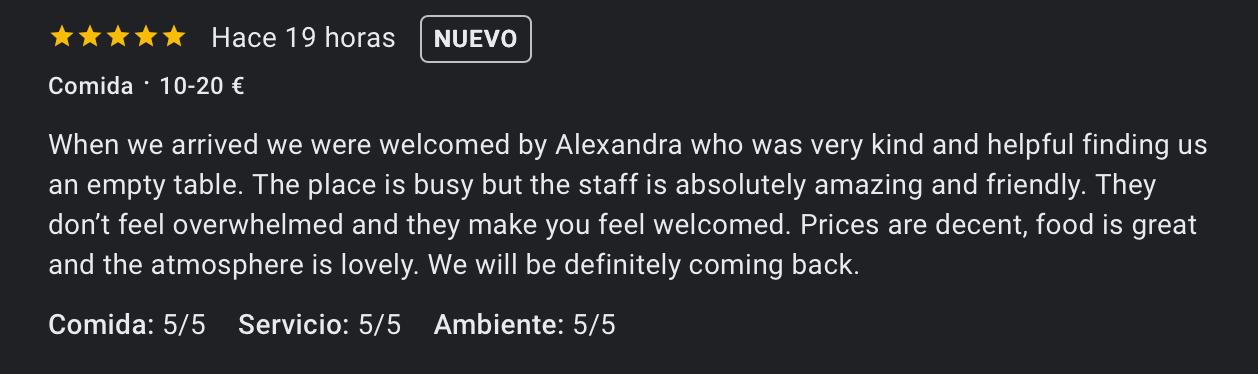 ★★★★★ Hace 19 horas NUEVO
Comida · 10-20 €
When we arrived we were welcomed by Alexandra who was very kind and helpful finding us
an empty table. The place is busy but the staff is absolutely amazing and friendly. They
don’t feel overwhelmed and they make you feel welcomed. Prices are decent, food is great
and the atmosphere is lovely. We will be definitely coming back.
Comida: 5/5 Servicio: 5/5 Ambiente: 5/5